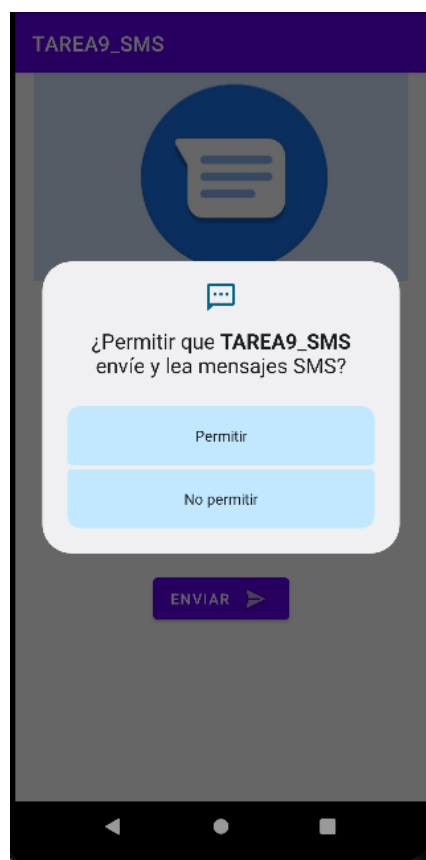 TAREA9_SMS
¿Permitir que TAREA9_SMS
envíe y lea mensajes SMS?
Permitir
No permitir
ENVIAR